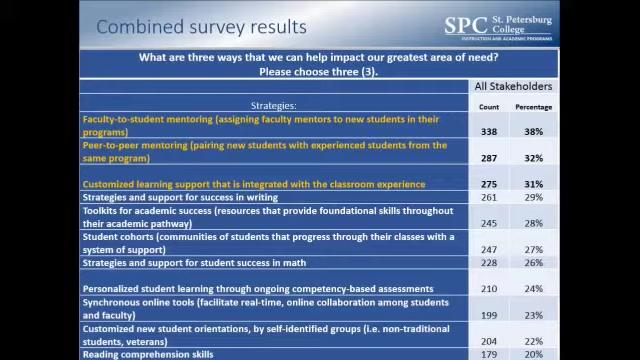 Combined survey results
SPC
St. Petersburg
College
INSTRUCTION AND ACADEMIC PROGRAMS
What are three ways that we can help impact our greatest area of need?
Please choose three (3).
All Stakeholders
Strategies: Count Percentage
Faculty-to-student mentoring (assigning faculty mentors to new students in their
programs) 338 38%
Peer-to-peer mentoring (pairing new students with experienced students from the
same program) 287 32%
Customized learning support that is integrated with the classroom experience 275 31%
Strategies and support for success in writing 261 29%
Toolkits for academic success (resources that provide foundational skills throughout
their academic pathway) 245 28%
Student cohorts (communities of students that progress through their classes with a
system of support) 247 27%
Strategies and support for student success in math 228 26%
Personalized student learning through ongoing competency-based assessments 210 24%
Synchronous online tools (facilitate real-time, online collaboration among students
and faculty) 199 23%
Customized new student orientations, by self-identified groups (i.e. non-traditional
students, veterans) 204 22%
Reading comprehension skills 179 20%